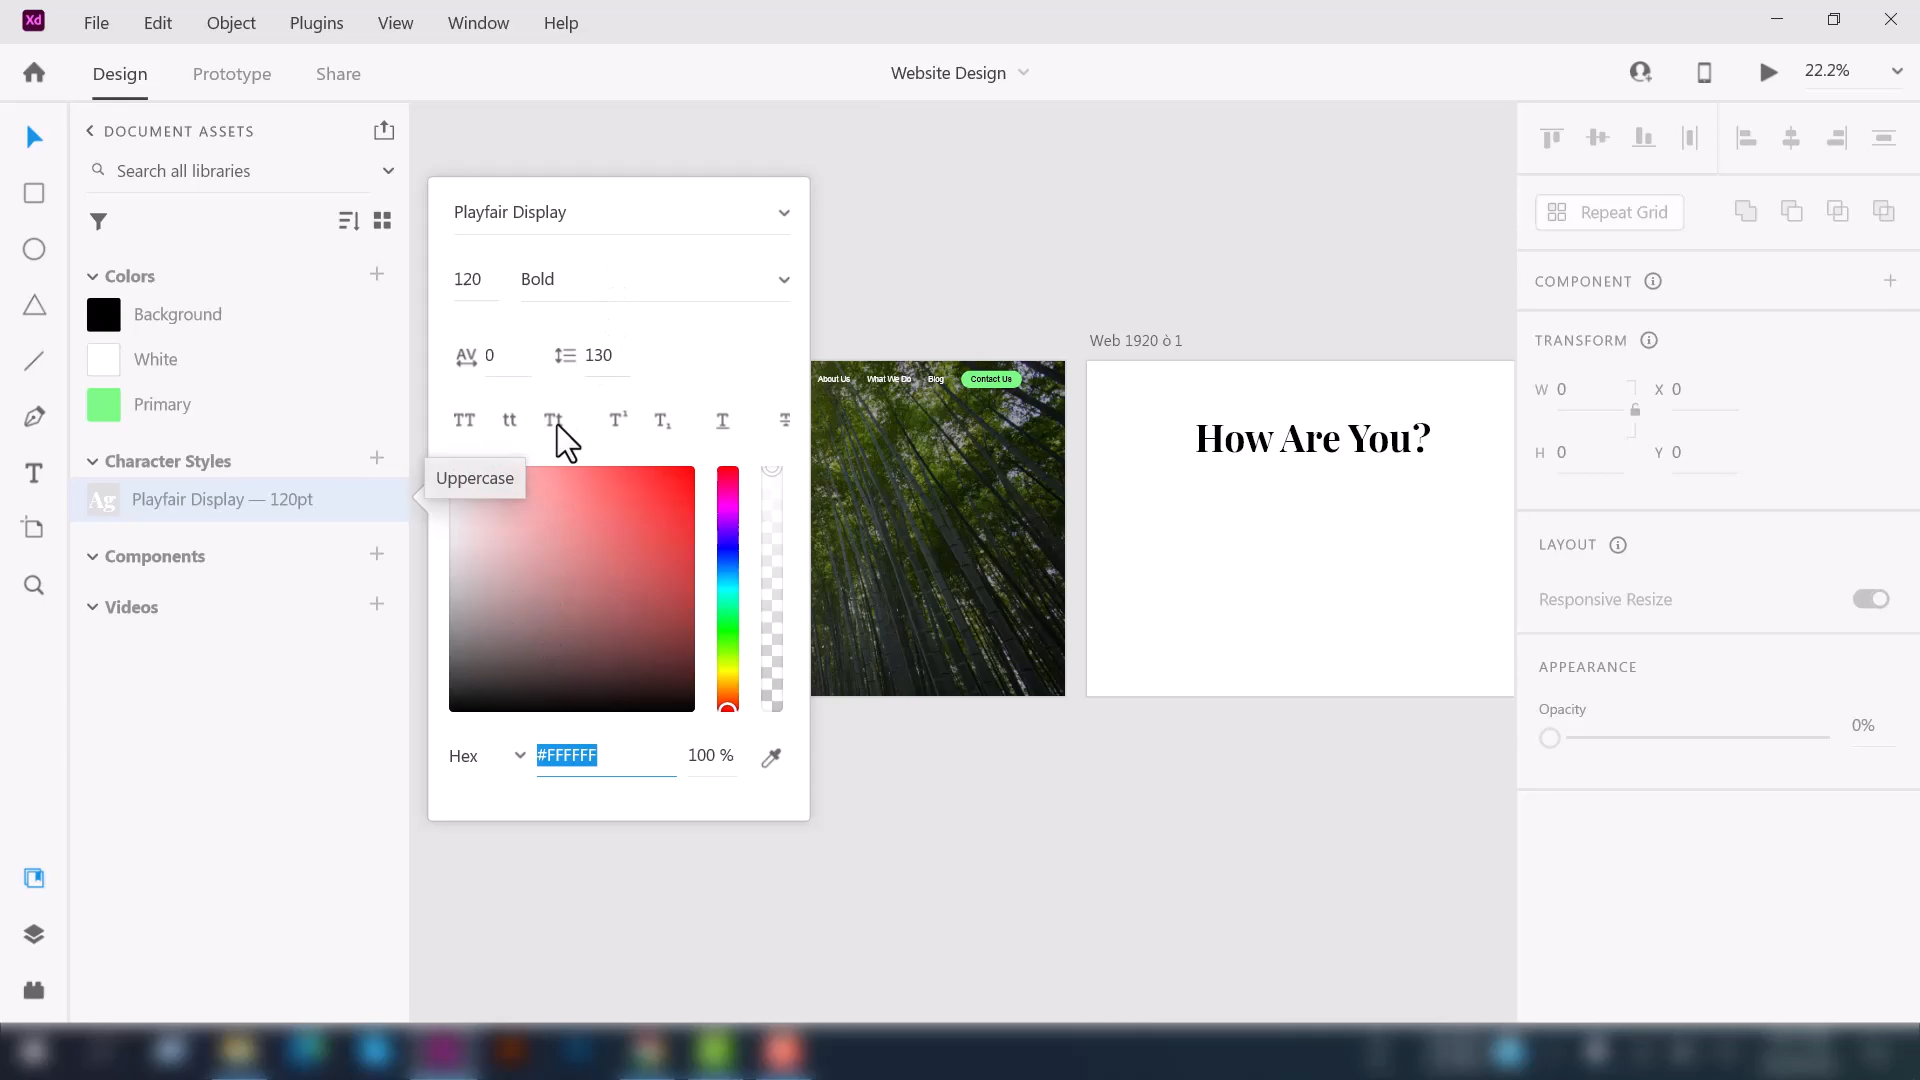 Xd File Edit Object Plugins View Window Help
Design Prototype Share Website Design 22.2%
DOCUMENT ASSETS
Search all libraries
Colors
Background
White
Primary
Character Styles
Ag Playfair Display — 120pt
Components
Videos
Playfair Display
120 Bold
AV 0 130
TT tt Tt T¹ T, T T
Uppercase
Hex #FFFFFF 100 %
About Us What We Do Blog Contact Us
Web 1920 ò 1
How Are You?
Repeat Grid
COMPONENT
TRANSFORM
W 0 X 0
H 0 Y 0
LAYOUT
Responsive Resize
APPEARANCE
Opacity
0%